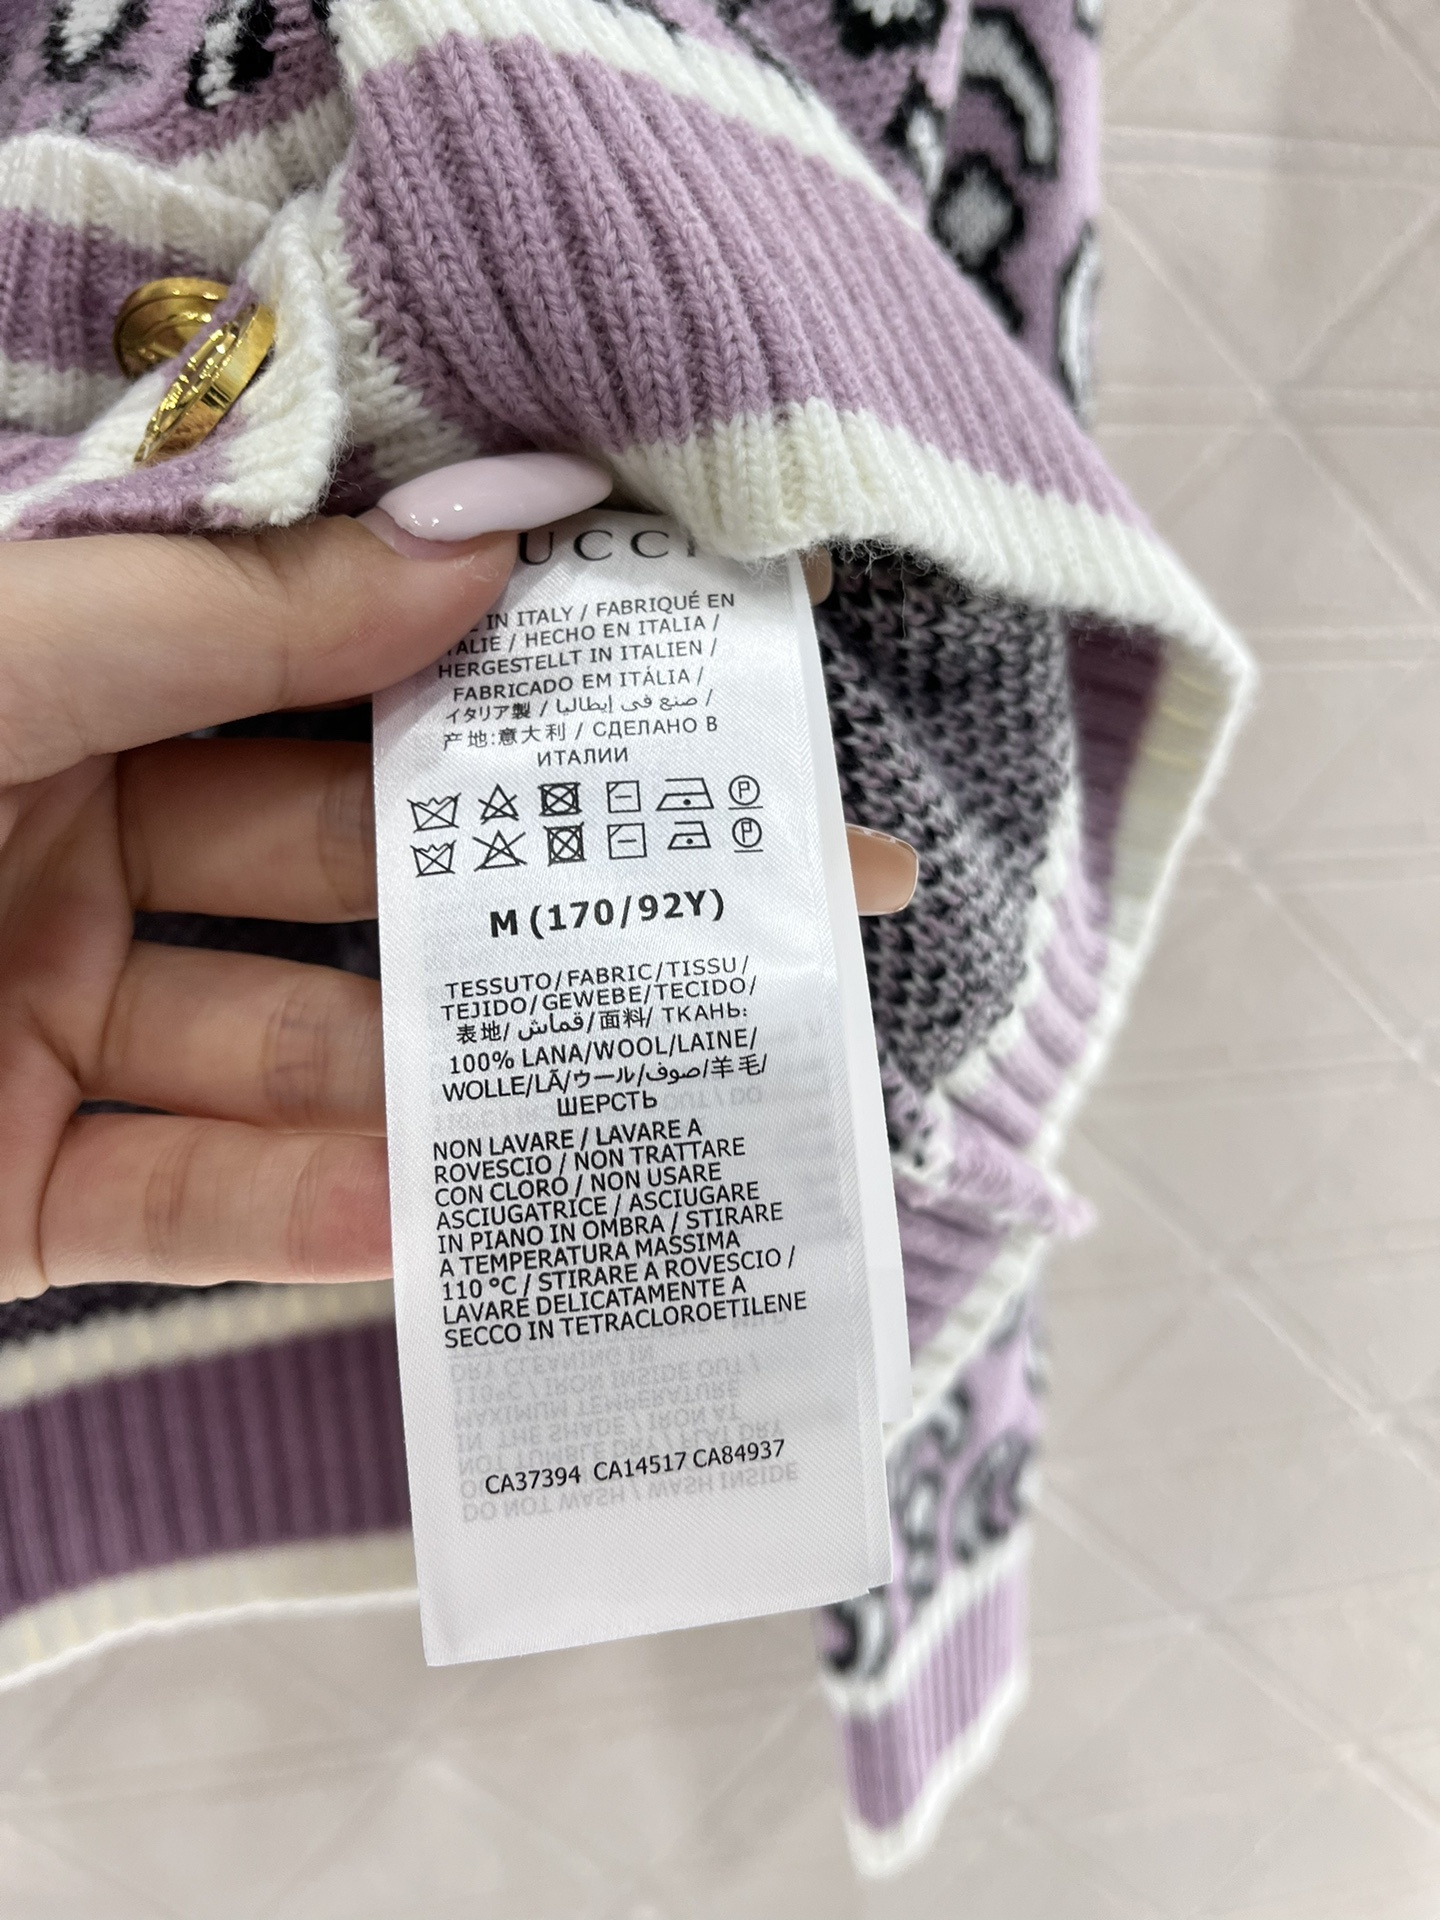 UCCI
IN ITALY / FABRIQUÉ EN
TALIE / HECHO EN ITALIA /
HERGESTELLT IN ITALIEN /
FABRICADO EM ITÁLIA /
イタリア製 / صنع في إيطاليا /
产地:意大利 / СДЕЛАНО В
ИТАЛИИ
P
P
M (170/92Y)
TESSUTO/FABRIC/TISSU/
TEJIDO/GEWEBE/TECIDO/
表地/ قماش/面料/ ТКАНЬ:
100% LANA/WOOL/LAINE/
WOLLE/LÃ/ウール/صوف/羊毛/
ШЕРСТЬ
NON LAVARE / LAVARE A
ROVESCIO / NON TRATTARE
CON CLORO / NON USARE
ASCIUGATRICE / ASCIUGARE
IN PIANO IN OMBRA / STIRARE
A TEMPERATURA MASSIMA
110 °C / STIRARE A ROVESCIO /
LAVARE DELICATAMENTE A
SECCO IN TETRACLOROETILENE
CA37394 CA14517 CA84937